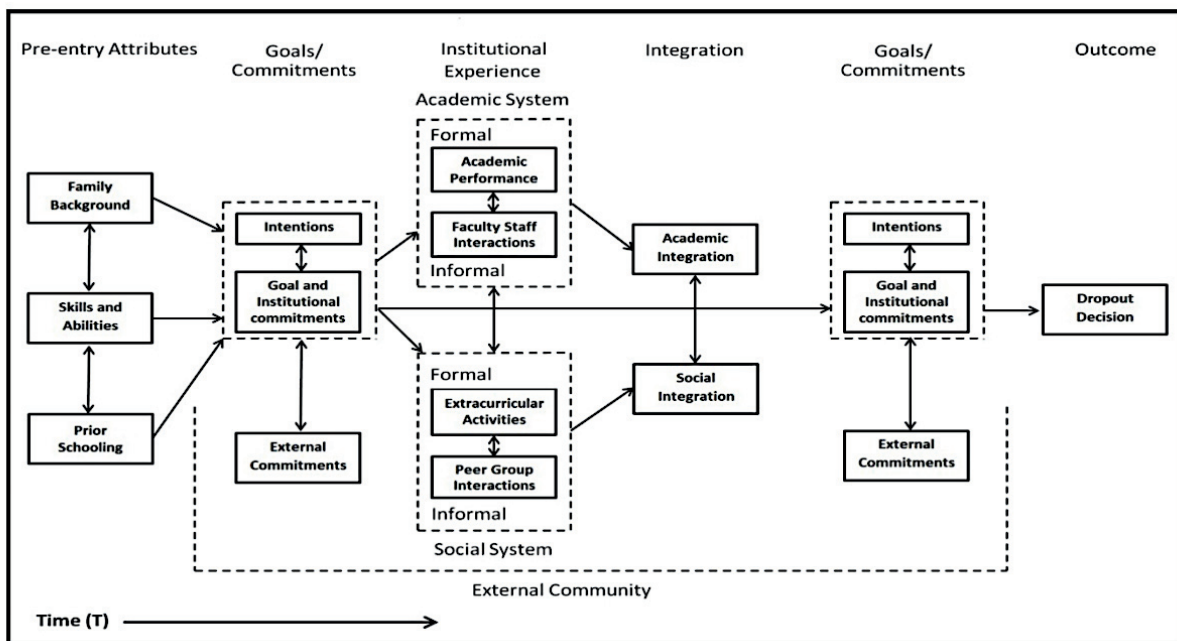 Pre-entry Attributes
Goals/
Commitments
Institutional
Experience
Integration
Goals/
Commitments
Outcome
Family
Background
Skills and
Abilities
Prior
Schooling
Intentions
Goal and
Institutional
commitments
External
Commitments
Academic System
Formal
Academic
Performance
Faculty Staff
Interactions
Informal
Formal
Extracurricular
Activities
Peer Group
Interactions
Informal
Social System
Academic
Integration
Social
Integration
Intentions
Goal and
Institutional
commitments
External
Commitments
Dropout
Decision
External Community
Time (T)